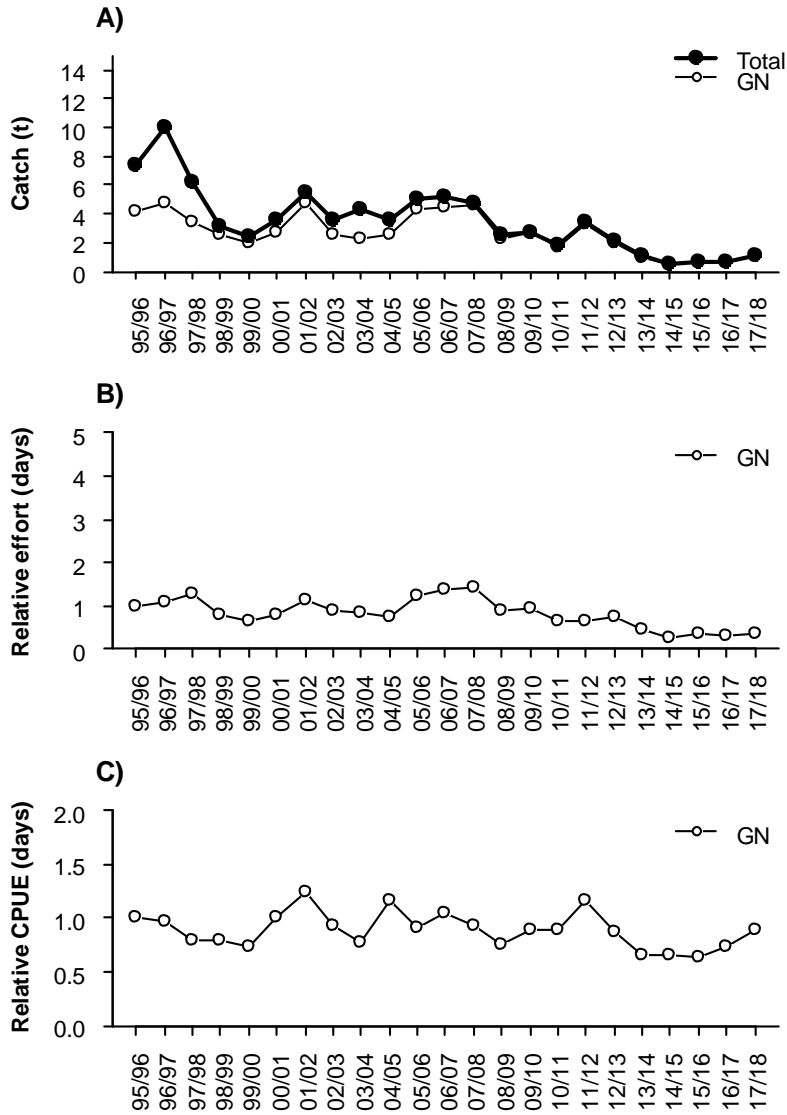 A)
Catch (t)
14
12
10
8
6
4
2
0
Total
GN
95/96 96/97 97/98 98/99 99/00 00/01 01/02 02/03 03/04 04/05 05/06 06/07 07/08 08/09 09/10 10/11 11/12 12/13 13/14 14/15 15/16 16/17 17/18
B)
Relative effort (days)
5
4
3
2
1
0
GN
95/96 96/97 97/98 98/99 99/00 00/01 01/02 02/03 03/04 04/05 05/06 06/07 07/08 08/09 09/10 10/11 11/12 12/13 13/14 14/15 15/16 16/17 17/18
C)
Relative CPUE (days)
2.0
1.5
1.0
0.5
0.0
GN
95/96 96/97 97/98 98/99 99/00 00/01 01/02 02/03 03/04 04/05 05/06 06/07 07/08 08/09 09/10 10/11 11/12 12/13 13/14 14/15 15/16 16/17 17/18